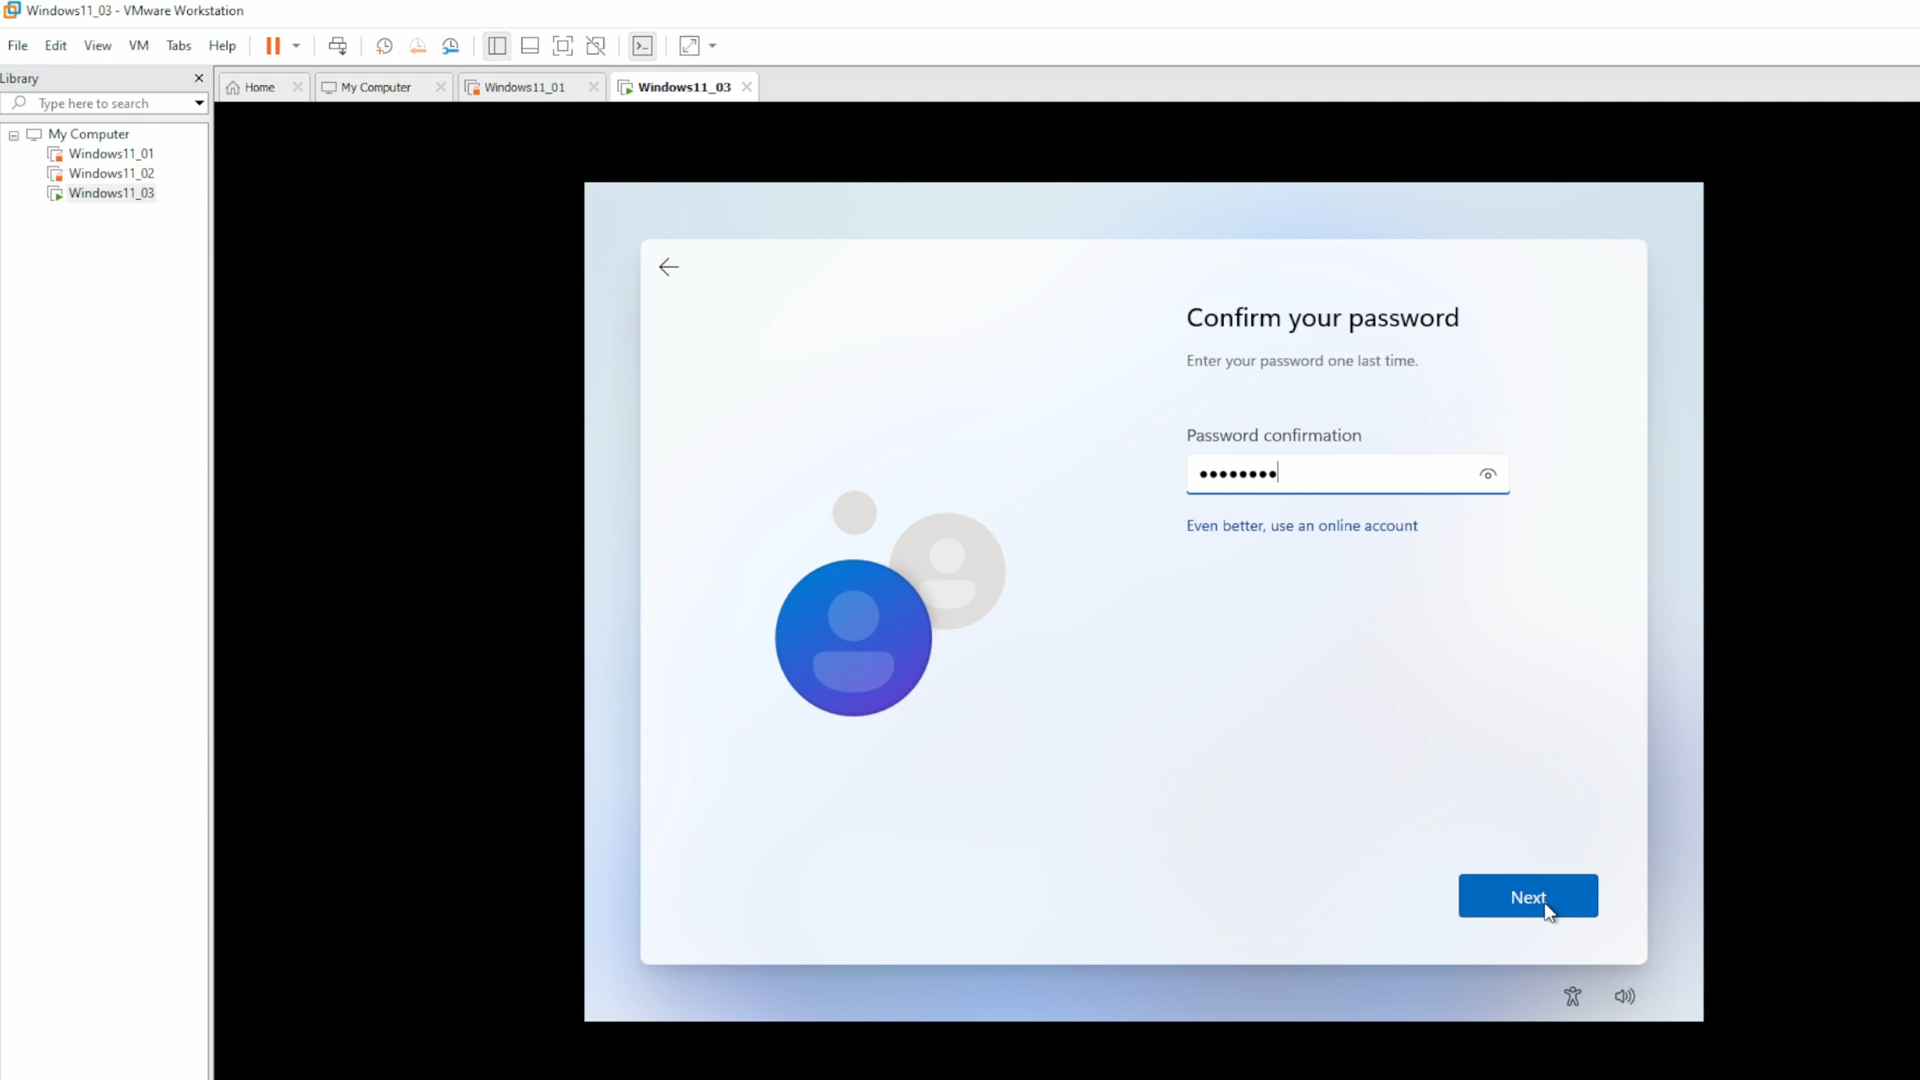 Windows11_03 - VMware Workstation
File Edit View VM Tabs Help
Library
Type here to search
My Computer
Windows11_01
Windows11_02
Windows11_03
Home My Computer Windows11_01 Windows11_03
Confirm your password
Enter your password one last time.
Password confirmation
••••••••
Even better, use an online account
Next